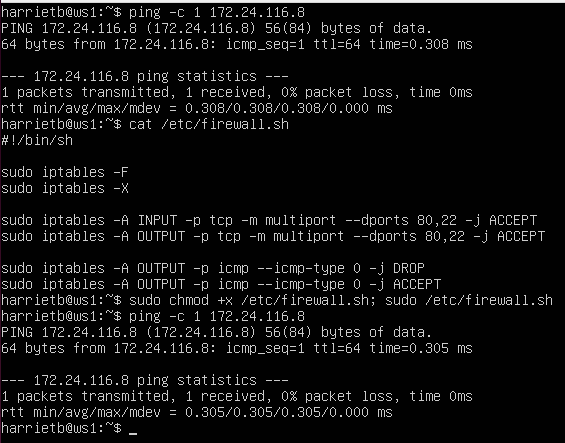 harrietb@ws1:~$ ping -c 1 172.24.116.8
PING 172.24.116.8 (172.24.116.8) 56(84) bytes of data.
64 bytes from 172.24.116.8: icmp_seq=1 ttl=64 time=0.308 ms

--- 172.24.116.8 ping statistics ---
1 packets transmitted, 1 received, 0% packet loss, time 0ms
rtt min/avg/max/mdev = 0.308/0.308/0.308/0.000 ms
harrietb@ws1:~$ cat /etc/firewall.sh
#!/bin/sh

sudo iptables -F
sudo iptables -X

sudo iptables -A INPUT -p tcp -m multiport --dports 80,22 -j ACCEPT
sudo iptables -A OUTPUT -p tcp -m multiport --dports 80,22 -j ACCEPT

sudo iptables -A OUTPUT -p icmp --icmp-type 0 -j DROP
sudo iptables -A OUTPUT -p icmp --icmp-type 0 -j ACCEPT
harrietb@ws1:~$ sudo chmod +x /etc/firewall.sh; sudo /etc/firewall.sh
harrietb@ws1:~$ ping -c 1 172.24.116.8
PING 172.24.116.8 (172.24.116.8) 56(84) bytes of data.
64 bytes from 172.24.116.8: icmp_seq=1 ttl=64 time=0.305 ms

--- 172.24.116.8 ping statistics ---
1 packets transmitted, 1 received, 0% packet loss, time 0ms
rtt min/avg/max/mdev = 0.305/0.305/0.305/0.000 ms
harrietb@ws1:~$ _